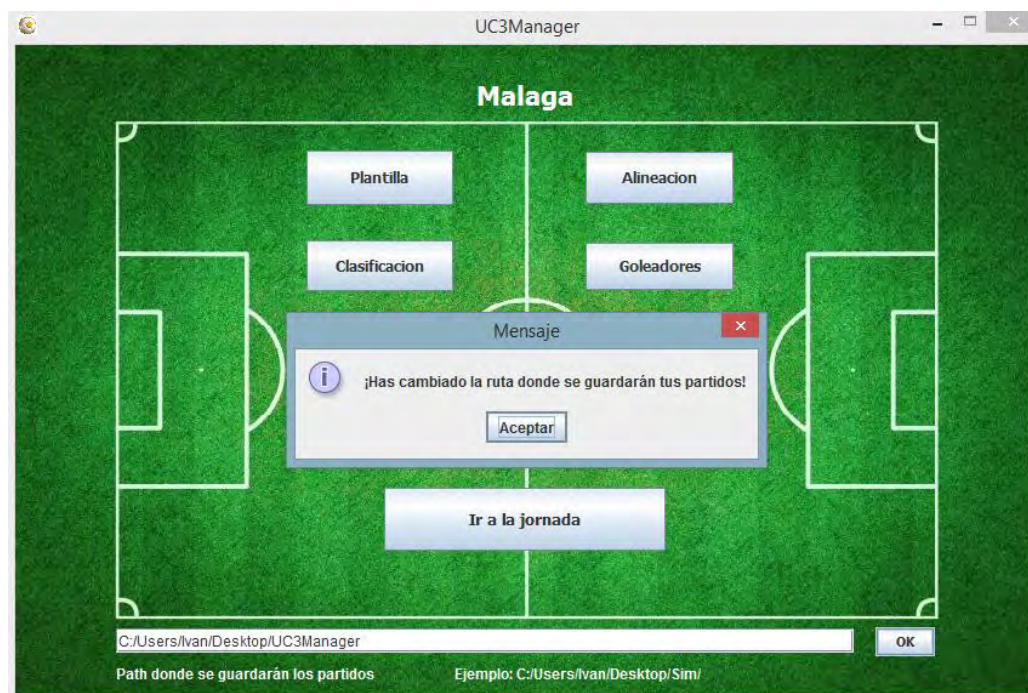 UC3Manager
Malaga
Plantilla
Alineacion
Clasificacion
Goleadores
Mensaje
¡Has cambiado la ruta donde se guardarán tus partidos!
Aceptar
Ir a la jornada
C:/Users/Ivan/Desktop/UC3Manager
OK
Path donde se guardarán los partidos
Ejemplo: C:/Users/Ivan/Desktop/Sim/